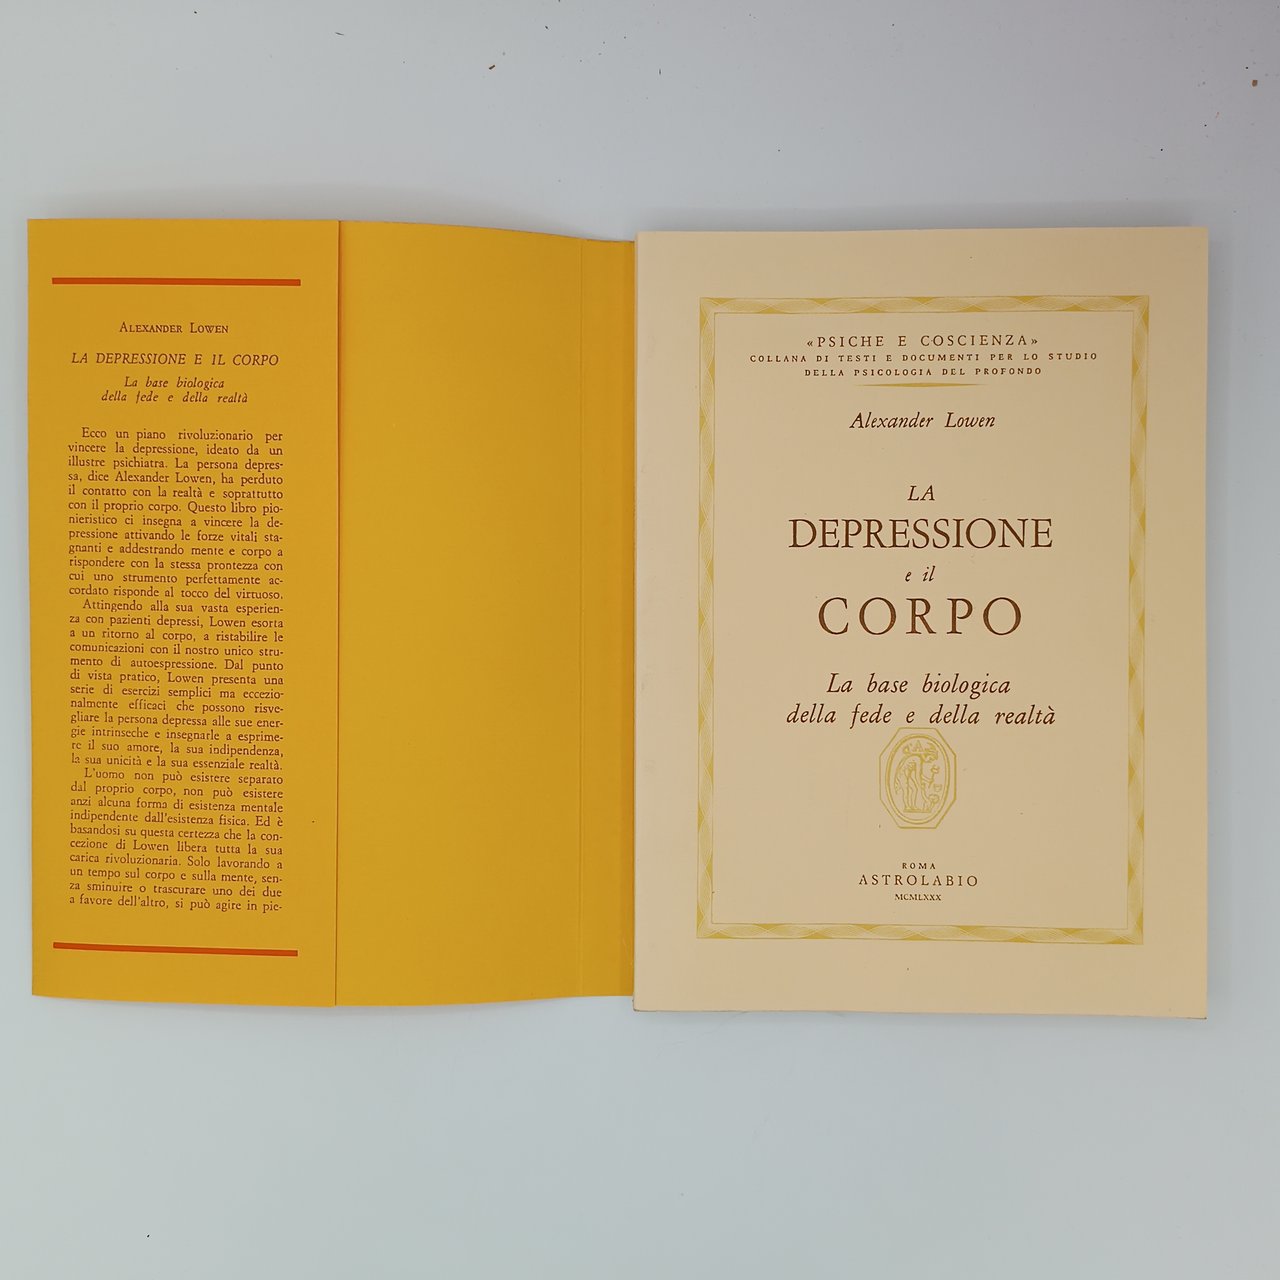 ALEXANDER LOWEN
LA DEPRESSIONE E IL CORPO
La base biologica
della fede e della realtà
Ecco un piano rivoluzionario per
vincere la depressione, ideato da un
illustre psichiatra. La persona depres-
sa, dice Alexander Lowen, ha perduto
il contatto con la realtà e soprattutto
con il proprio corpo. Questo libro pio-
nieristico ci insegna a vincere la de-
pressione attivando le forze vitali sta-
gnanti e addestrando mente e corpo a
rispondere con la stessa prontezza con
cui uno strumento perfettamente ac-
cordato risponde al tocco del virtuoso.
Attingendo alla sua vasta esperien-
za con pazienti depressi, Lowen esorta
a un ritorno al corpo, a ristabilire le
comunicazioni con il nostro unico stru-
mento di autoespressione. Dal punto
di vista pratico, Lowen presenta una
serie di esercizi semplici ma eccezio-
nalmente efficaci che possono risve-
gliare la persona depressa alle sue ener-
gie intrinseche e insegnarle a esprime-
re il suo amore, la sua indipendenza,
la sua unicità e la sua essenziale realtà.
L'uomo non può esistere separato
dal proprio corpo, non può esistere
anzi alcuna forma di esistenza mentale
indipendente dall'esistenza fisica. Ed è
basandosi su questa certezza che la con-
cezione di Lowen libera tutta la sua
carica rivoluzionaria. Solo lavorando a
un tempo sul corpo e sulla mente, sen-
za sminuire o trascurare uno dei due
a favore dell'altro, si può agire in pie-
«PSICHE E COSCIENZA»
COLLANA DI TESTI E DOCUMENTI PER LO STUDIO
DELLA PSICOLOGIA DEL PROFONDO
Alexander Lowen
LA
DEPRESSIONE
e il
CORPO
La base biologica
della fede e della realtà
ROMA
ASTROLABIO
MCMLXXX